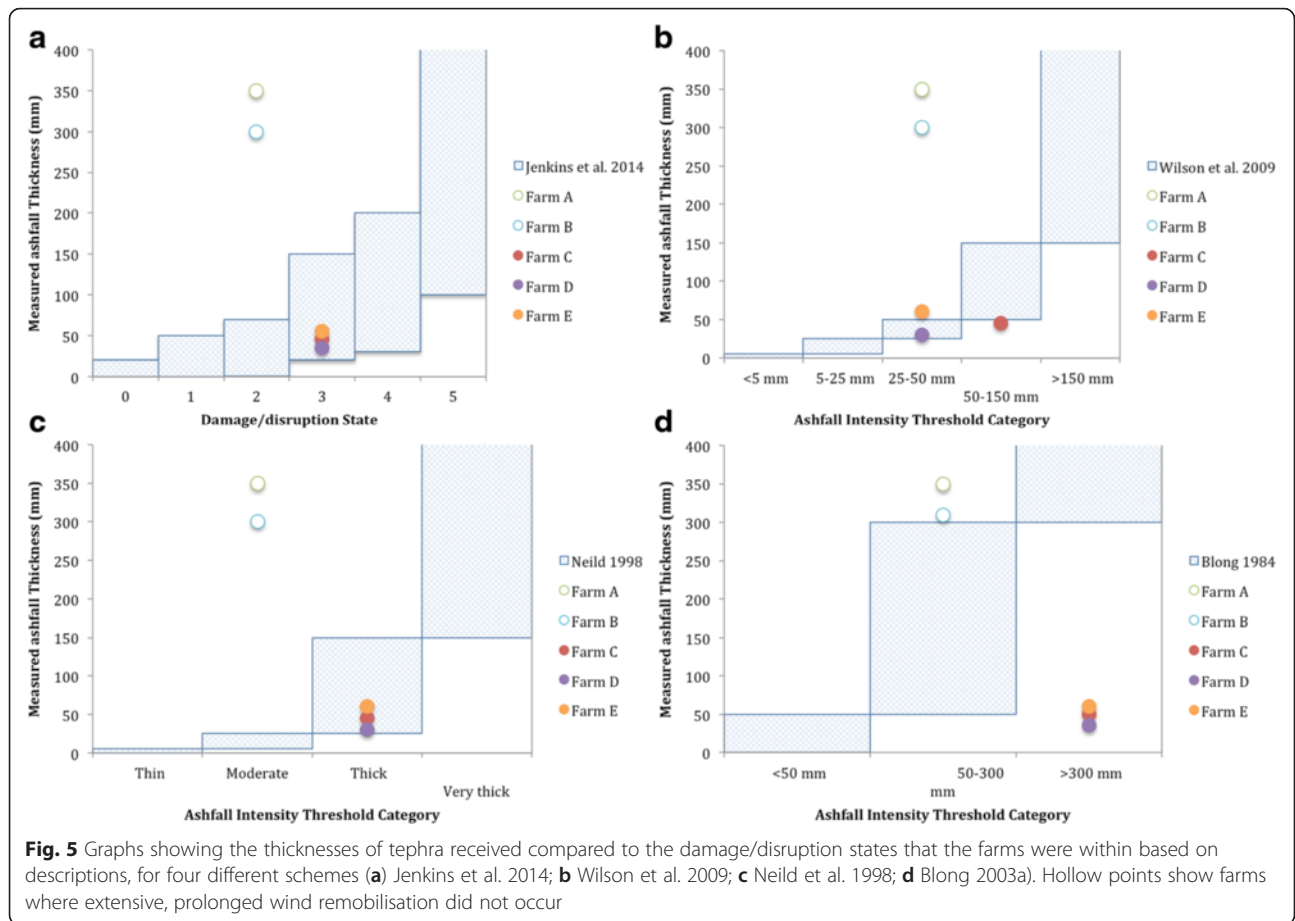 a
400
350
300
250
200
150
100
50
0
Measured ashfall Thickness (mm)
0 1 2 3 4 5
Damage/disruption State
Jenkins et al. 2014
Farm A
Farm B
Farm C
Farm D
Farm E
b
400
350
300
250
200
150
100
50
0
Measured ashfall Thickness (mm)
<5 mm 5-25 mm 25-50 mm >150 mm
50-150 mm
Ashfall Intensity Threshold Category
Wilson et al. 2009
Farm A
Farm B
Farm C
Farm D
Farm E
c
400
350
300
250
200
150
100
50
0
Measured ashfall Thickness (mm)
Thin Moderate Thick
Very thick
Ashfall Intensity Threshold Category
Neild 1998
Farm A
Farm B
Farm C
Farm D
Farm E
d
400
350
300
250
200
150
100
50
0
Measured ashfall Thickness (mm)
<50 mm 50-300 >300 mm
mm
Ashfall Intensity Threshold Category
Blong 1984
Farm A
Farm B
Farm C
Farm D
Farm E
Fig. 5 Graphs showing the thicknesses of tephra received compared to the damage/disruption states that the farms were within based on
descriptions, for four different schemes (a) Jenkins et al. 2014; b Wilson et al. 2009; c Neild et al. 1998; d Blong 2003a). Hollow points show farms
where extensive, prolonged wind remobilisation did not occur